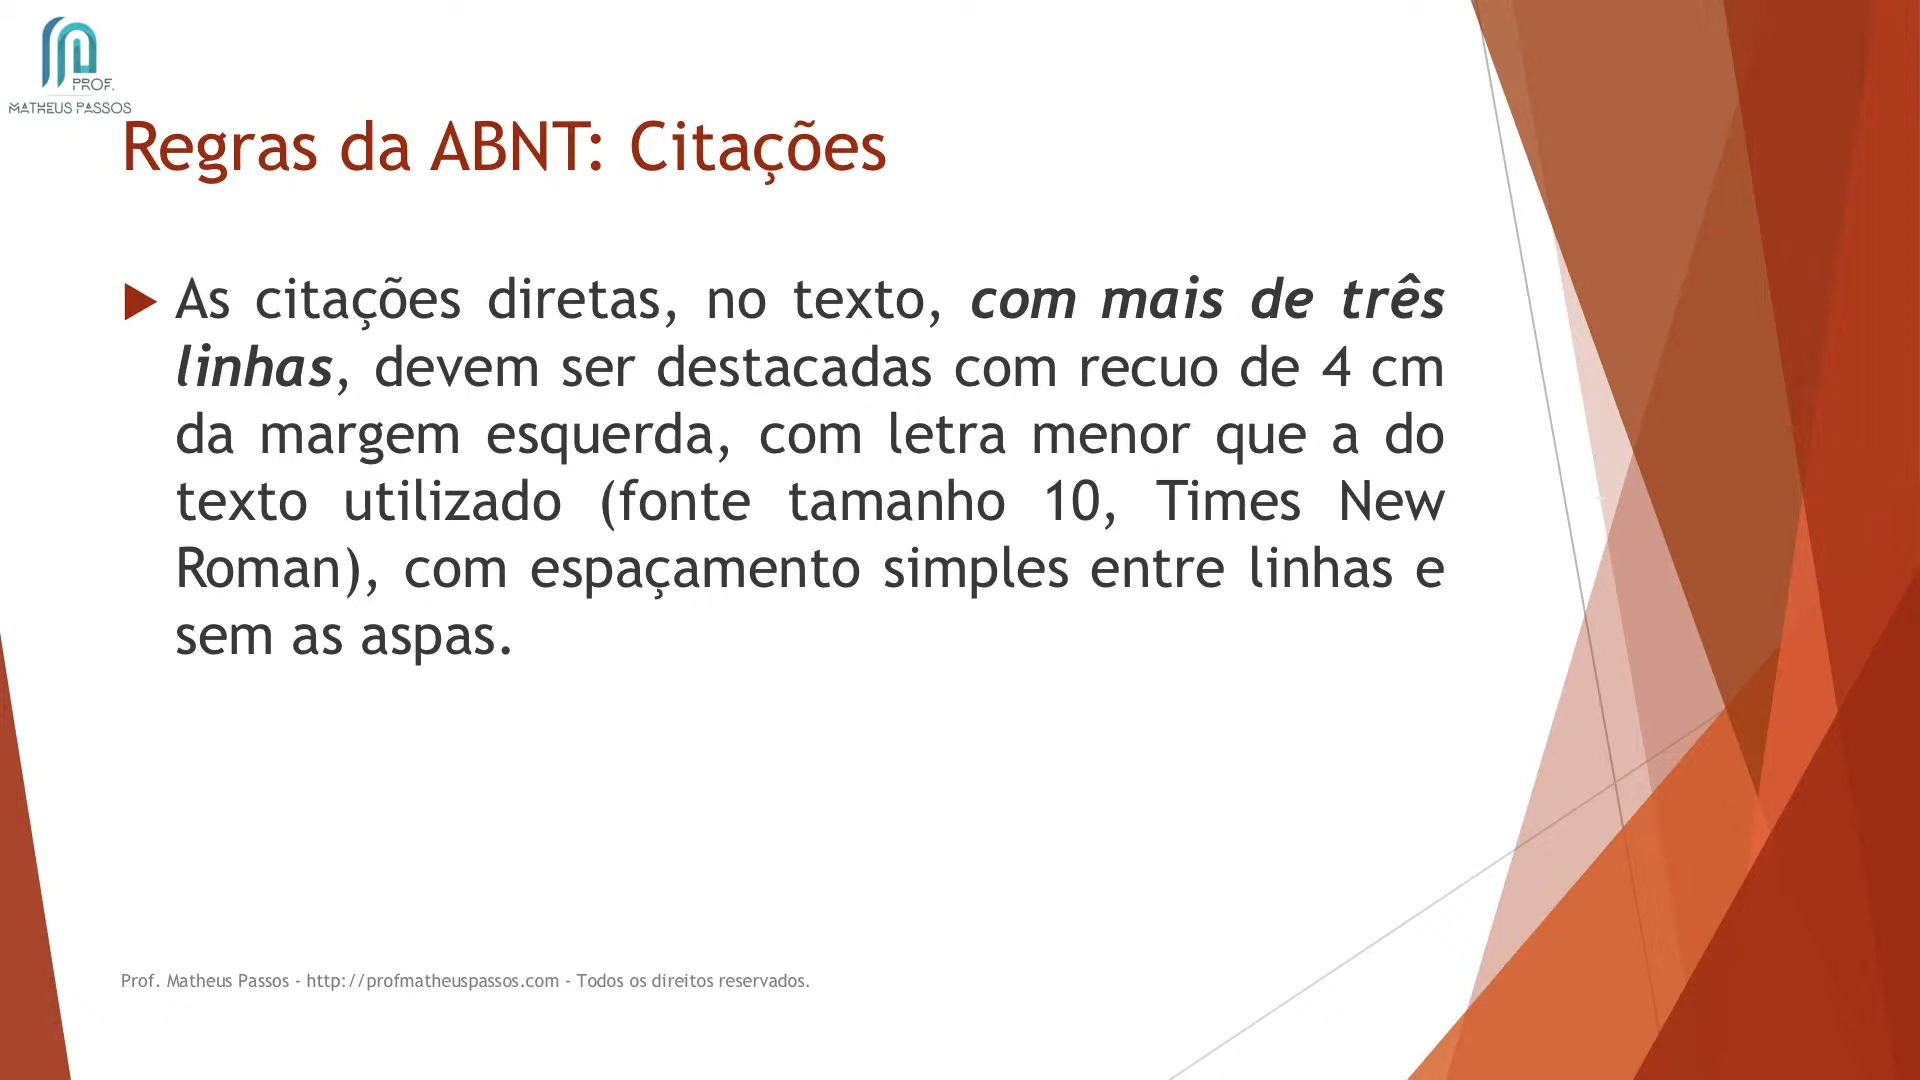 PROF.
MATHEUS PASSOS
Regras da ABNT: Citações
As citações diretas, no texto, com mais de três
linhas, devem ser destacadas com recuo de 4 cm
da margem esquerda, com letra menor que a do
texto utilizado (fonte tamanho 10, Times New
Roman), com espaçamento simples entre linhas e
sem as aspas.
Prof. Matheus Passos - http://profmatheuspassos.com - Todos os direitos reservados.